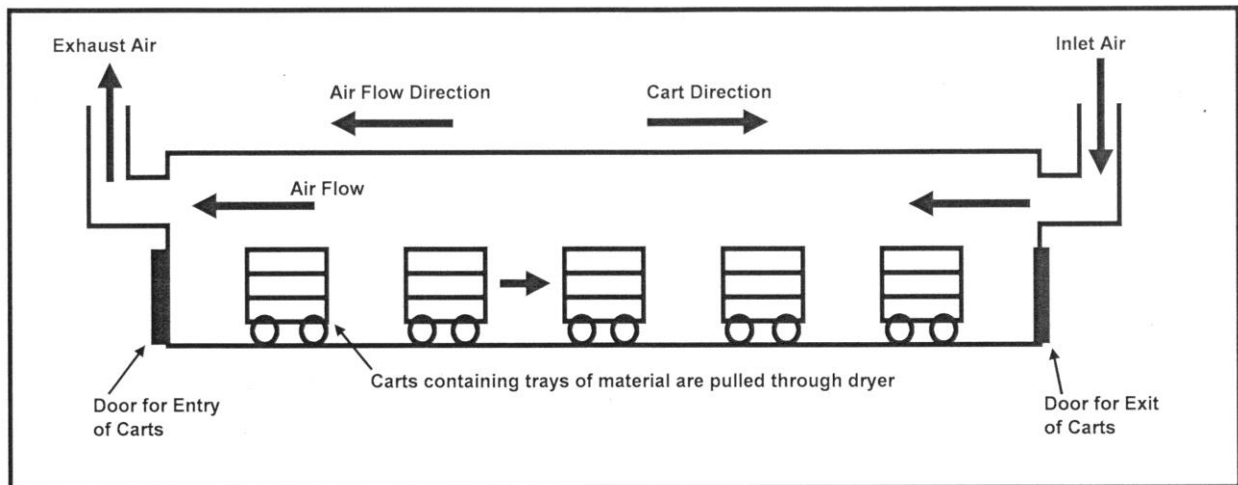 Exhaust Air
Inlet Air
Air Flow Direction
Cart Direction
Air Flow
Carts containing trays of material are pulled through dryer
Door for Entry
of Carts
Door for Exit
of Carts